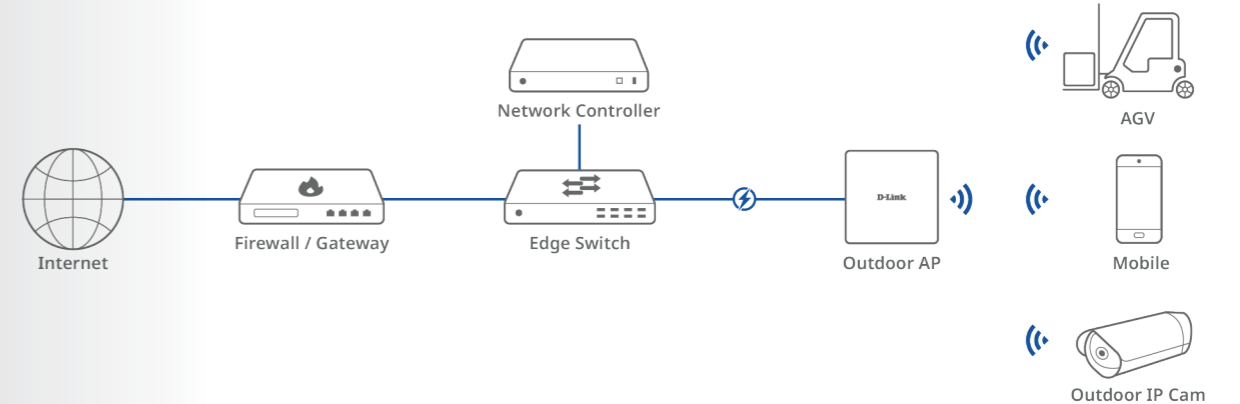 Network Controller
AGV
D-Link
Internet
Firewall / Gateway
Edge Switch
Outdoor AP
Mobile
Outdoor IP Cam